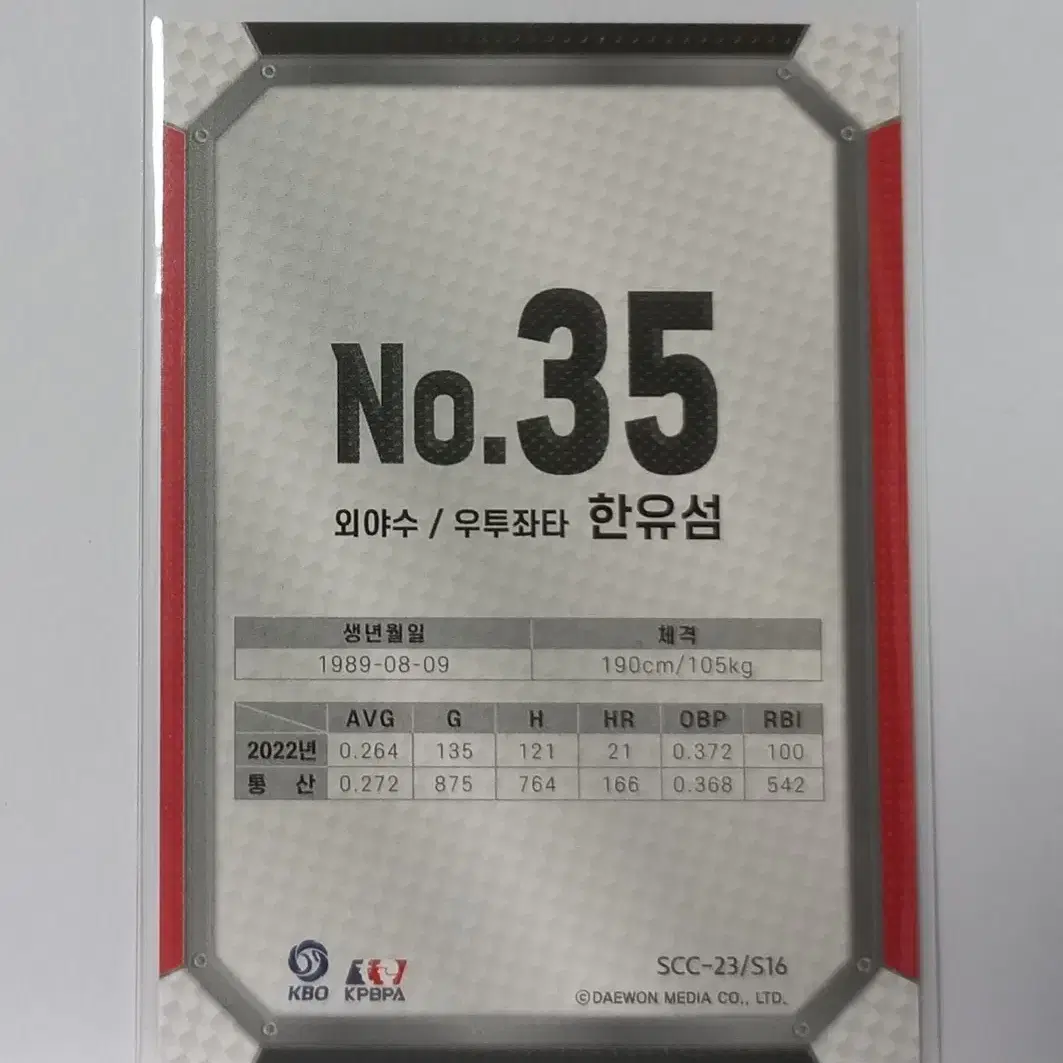 No.35
외야수 / 우투좌타 한유섬
생년월일 체격
1989-08-09 190cm/105kg
AVG G H HR OBP RBI
2022년 0.264 135 121 21 0.372 100
통 산 0.272 875 764 166 0.368 542
SCC-23/S16
KBO KPBPA ©DAEWON MEDIA CO., LTD.